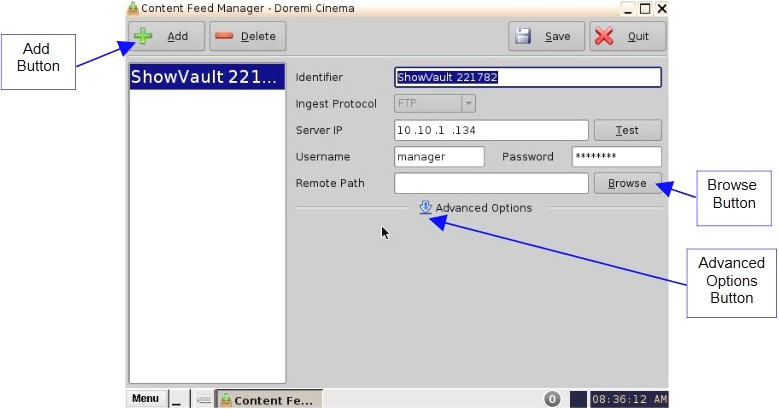 Content Feed Manager - Doremi Cinema
Add
Delete
Save
Quit
Add
Button
ShowVault 221...
Identifier
ShowVault 221782
Ingest Protocol
FTP
Server IP
10 .10 .1 .134
Test
Username
manager
Password
********
Remote Path
Browse
Browse
Button
Advanced Options
Advanced
Options
Button
Menu
Content Fe...
0
08:36:12 AM